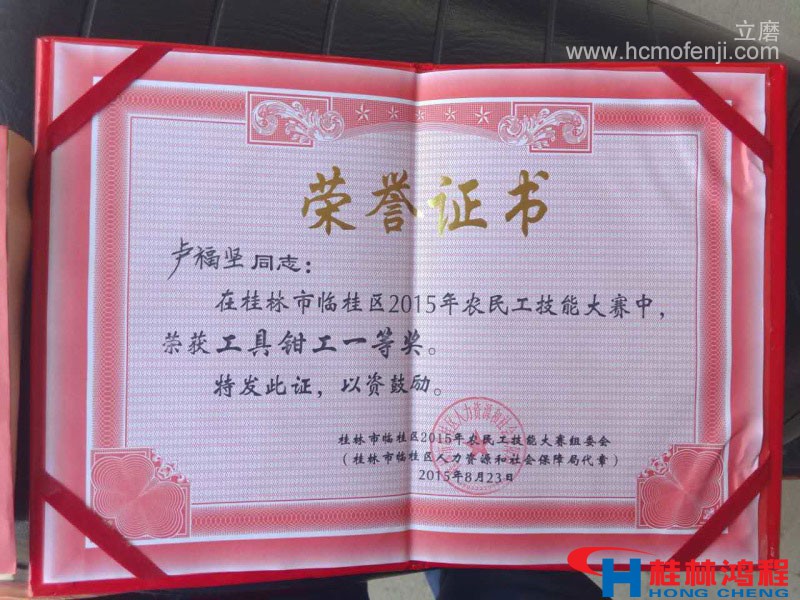 立磨
www.hcmofenji.com
荣誉证书
卢福坚同志：
在桂林市临桂区2015年农民工技能大赛中，
荣获工具钳工一等奖。
特发此证，以资鼓励。
桂林市临桂区2015年农民工技能大赛组委会
（桂林市临桂区人力资源和社会保障局代章）
2015年8月23日
桂林鸿程
HONG CHENG